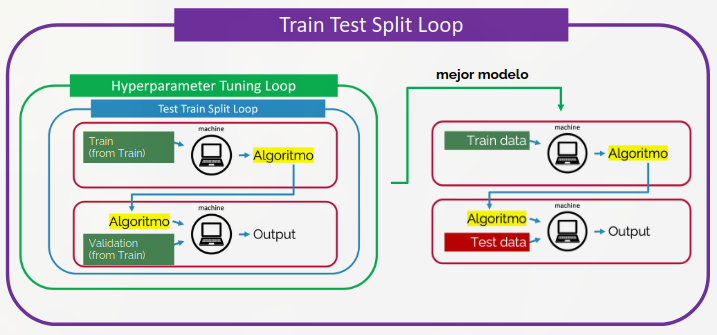 Train Test Split Loop
Hyperparameter Tuning Loop
Test Train Split Loop
machine
Train
(from Train)
Algoritmo
machine
Algoritmo
Validation
(from Train)
Output
mejor modelo
machine
Train data
Algoritmo
machine
Algoritmo
Test data
Output